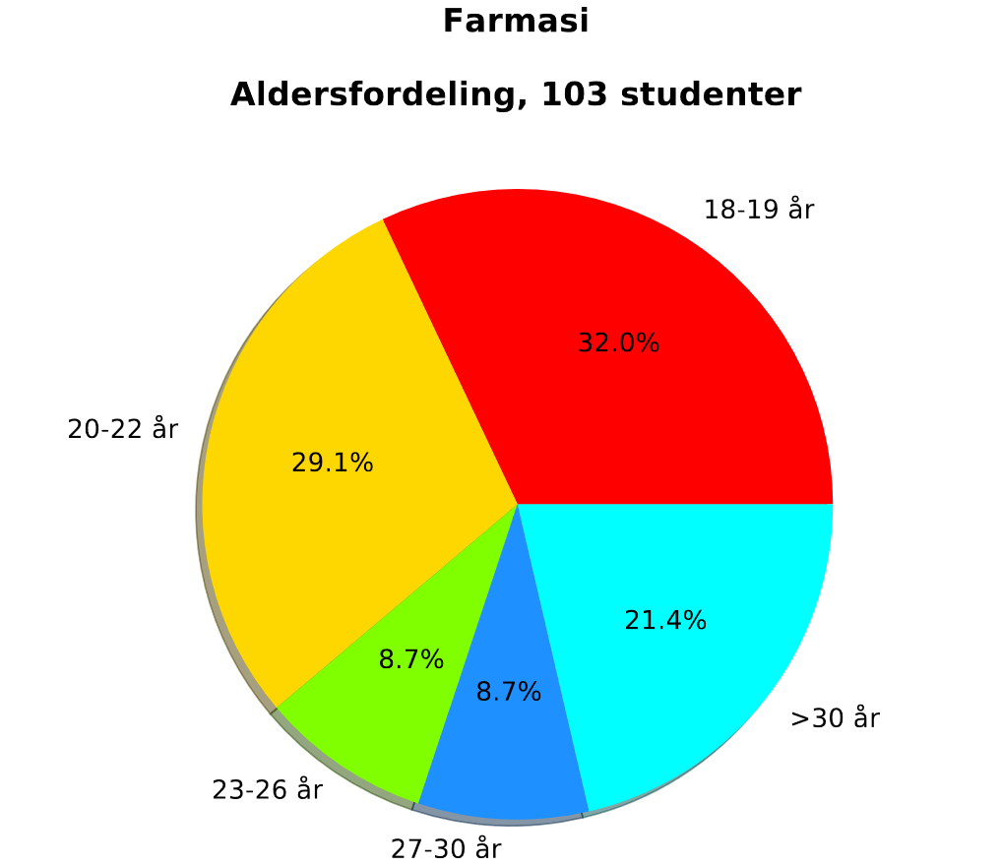 Farmasi
Aldersfordeling, 103 studenter
18-19 år
32.0%
20-22 år
29.1%
21.4%
8.7%
8.7%
>30 år
23-26 år
27-30 år